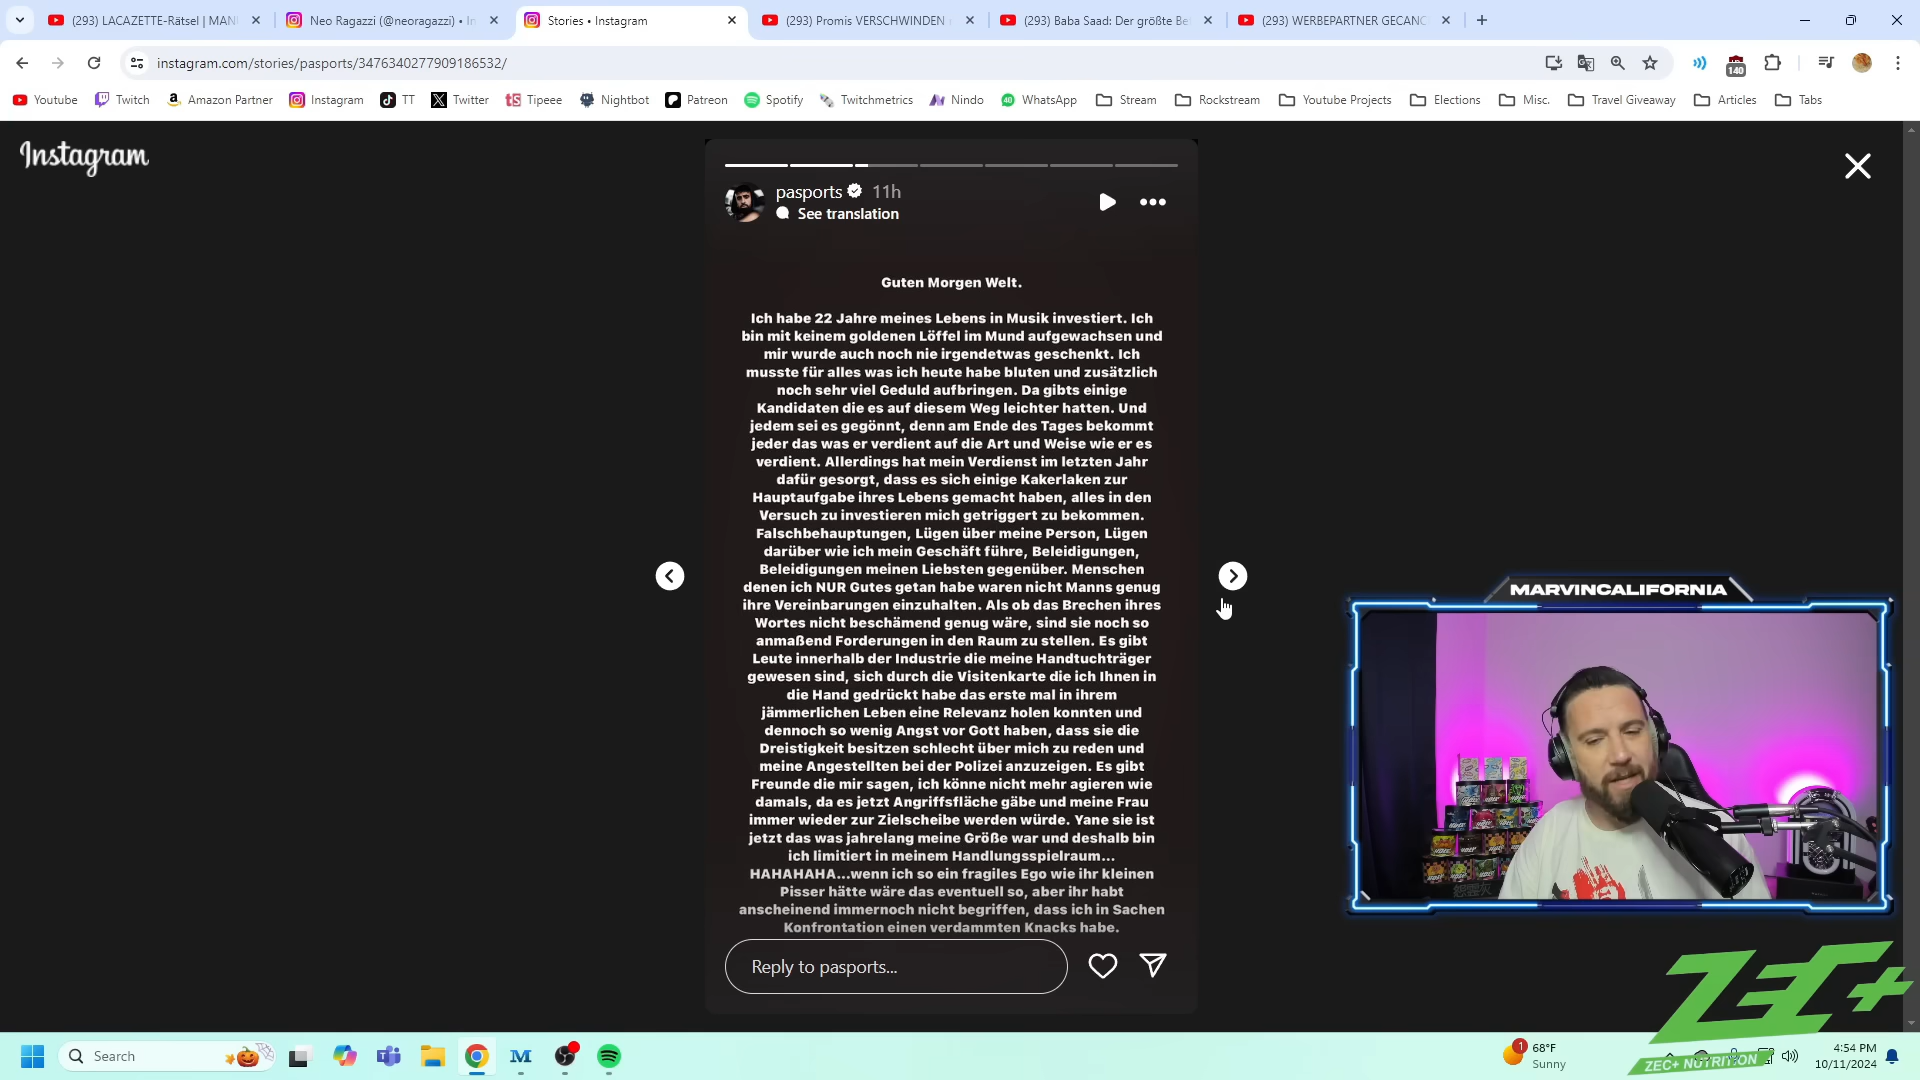 (293) LACAZETTE-Rätsel | MAN
Neo Ragazzi (@neoragazzi) • In
Stories • Instagram
(293) Promis VERSCHWINDEN
(293) Baba Saad: Der größte Be
(293) WERBEPARTNER GECANC
instagram.com/stories/pasports/3476340277909186532/
140
Youtube
Twitch
Amazon Partner
Instagram
TT
Twitter
Tipeee
Nightbot
Patreon
Spotify
Twitchmetrics
Nindo
WhatsApp
Stream
Rockstream
Youtube Projects
Elections
Misc.
Travel Giveaway
Articles
Tabs
Instagram
pasports 11h
See translation
Guten Morgen Welt.
Ich habe 22 Jahre meines Lebens in Musik investiert. Ich
bin mit keinem goldenen Löffel im Mund aufgewachsen und
mir wurde auch noch nie irgendetwas geschenkt. Ich
musste für alles was ich heute habe bluten und zusätzlich
noch sehr viel Geduld aufbringen. Da gibts einige
Kandidaten die es auf diesem Weg leichter hatten. Und
jedem sei es gegönnt, denn am Ende des Tages bekommt
jeder das was er verdient auf die Art und Weise wie er es
verdient. Allerdings hat mein Verdienst im letzten Jahr
dafür gesorgt, dass es sich einige Kakerlaken zur
Hauptaufgabe ihres Lebens gemacht haben, alles in den
Versuch zu investieren mich getriggert zu bekommen.
Falschbehauptungen, Lügen über meine Person, Lügen
darüber wie ich mein Geschäft führe, Beleidigungen,
Beleidigungen meinen Liebsten gegenüber. Menschen
denen ich NUR Gutes getan habe waren nicht Manns genug
ihre Vereinbarungen einzuhalten. Als ob das Brechen ihres
Wortes nicht beschämend genug wäre, sind sie noch so
anmaßend Forderungen in den Raum zu stellen. Es gibt
Leute innerhalb der Industrie die meine Handtuchträger
gewesen sind, sich durch die Visitenkarte die ich Ihnen in
die Hand gedrückt habe das erste mal in ihrem
jämmerlichen Leben eine Relevanz holen konnten und
dennoch so wenig Angst vor Gott haben, dass sie die
Dreistigkeit besitzen schlecht über mich zu reden und
meine Angestellten bei der Polizei anzuzeigen. Es gibt
Freunde die mir sagen, ich könne nicht mehr agieren wie
damals, da es jetzt Angriffsfläche gäbe und meine Frau
immer wieder zur Zielscheibe werden würde. Yane sie ist
jetzt das was jahrelang meine Größe war und deshalb bin
ich limitiert in meinem Handlungsspielraum...
HAHAHAHA...wenn ich so ein fragiles Ego wie ihr kleinen
Pisser hätte wäre das eventuell so, aber ihr habt
anscheinend immernoch nicht begriffen, dass ich in Sachen
Konfrontation einen verdammten Knacks habe.
Reply to pasports...
MARVINCALIFORNIA
ZEC+
ZEC+ NUTRITION
Search
1
68°F
Sunny
4:54 PM
10/11/2024